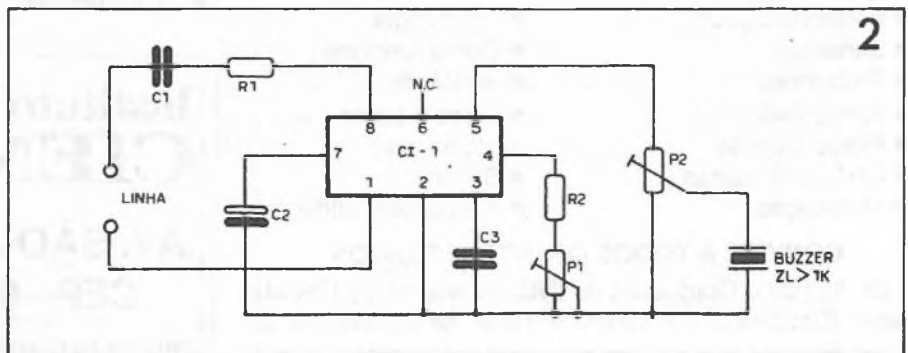 2
C1
R1
N.C.
8
6
5
7
CI-1
4
1
2
3
LINHA
C2
C3
R2
P1
P2
BUZZER
ZL>1K